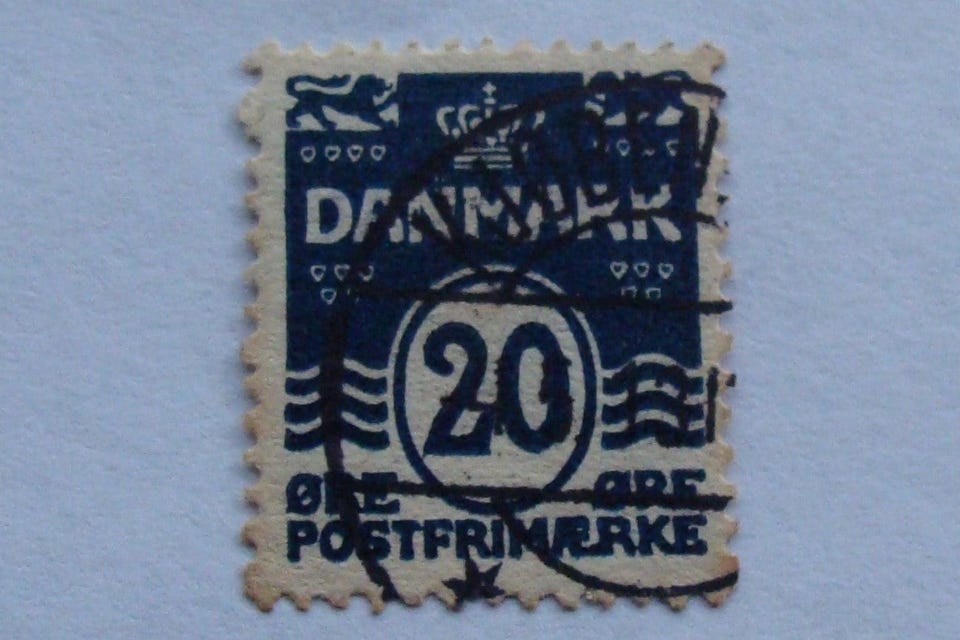 DANMARK
20
ØRE ØRE
POSTFRIMÆRKE